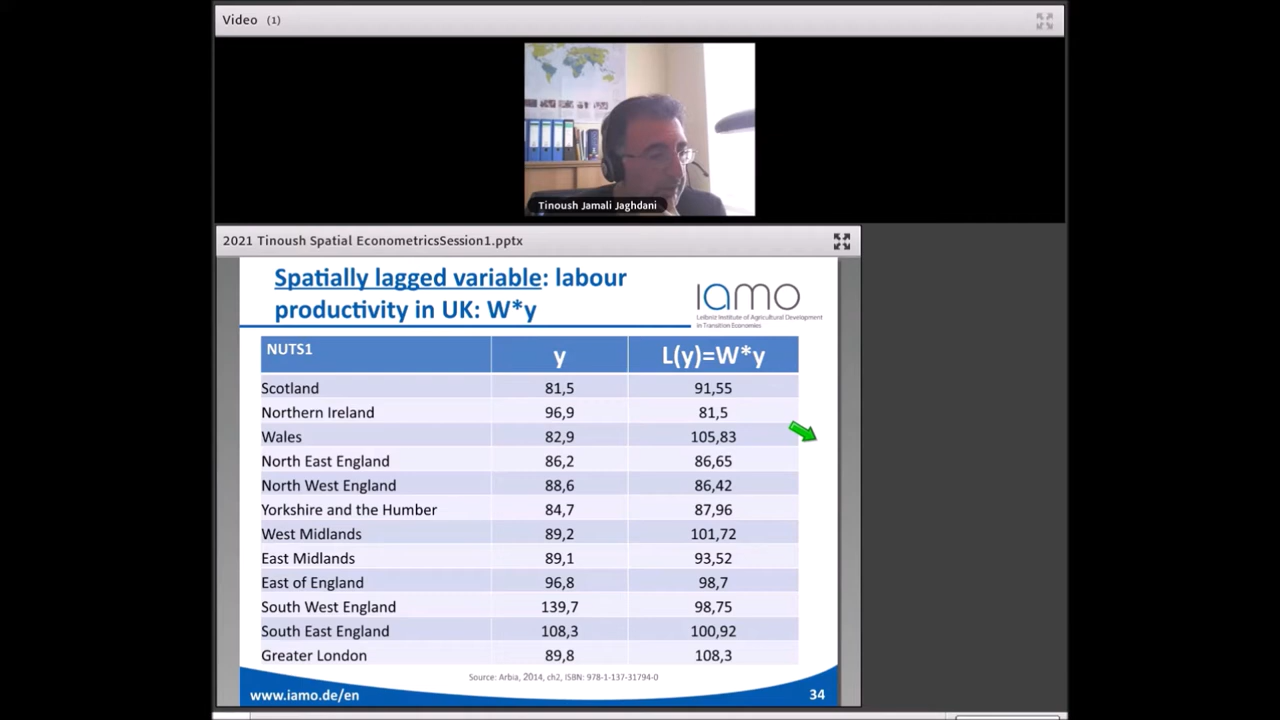 Video (1)
Tinoush Jamali Jaghdani
2021 Tinoush Spatial EconometricsSession1.pptx
Spatially lagged variable: labour
productivity in UK: W*y
iamo
Leibniz Institute of Agricultural Development
in Transition Economies
NUTS1 y L(y)=W*y
Scotland 81,5 91,55
Northern Ireland 96,9 81,5
Wales 82,9 105,83
North East England 86,2 86,65
North West England 88,6 86,42
Yorkshire and the Humber 84,7 87,96
West Midlands 89,2 101,72
East Midlands 89,1 93,52
East of England 96,8 98,7
South West England 139,7 98,75
South East England 108,3 100,92
Greater London 89,8 108,3
Source: Arbia, 2014, ch2, ISBN: 978-1-137-31794-0
www.iamo.de/en
34